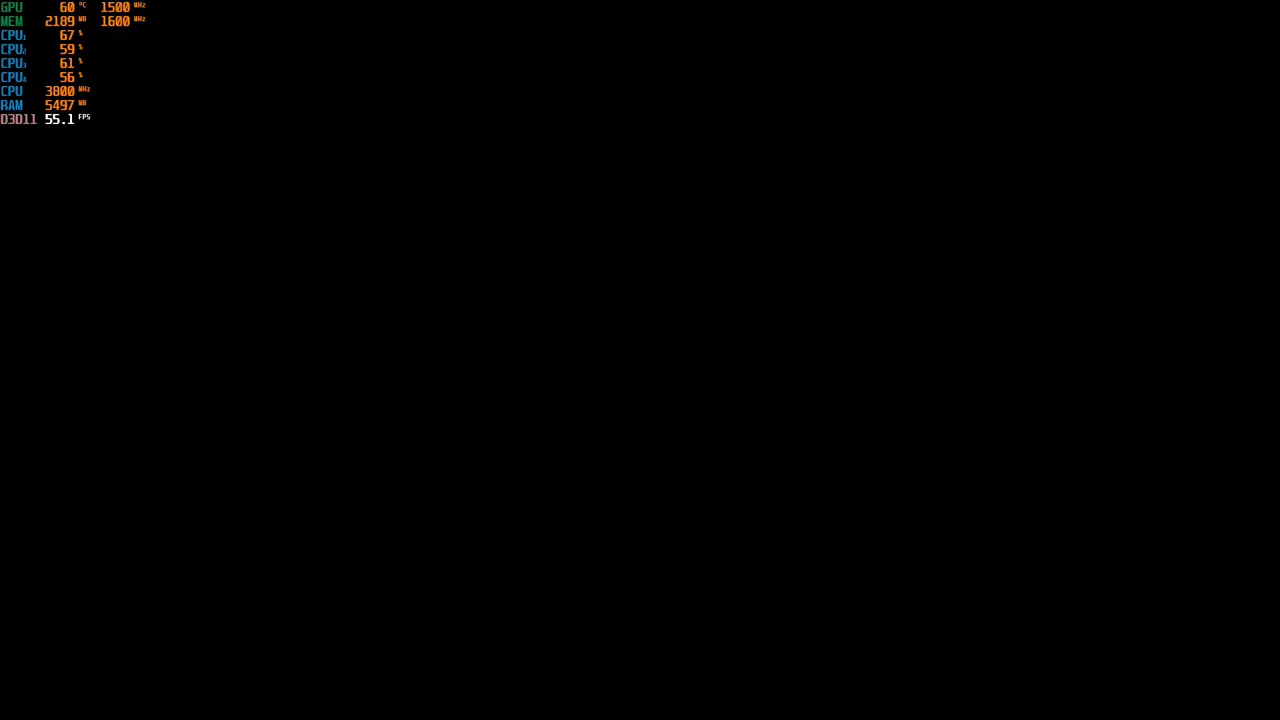 GPU 60 °C 1500 MHz
MEM 2189 MB 1600 MHz
CPU1 67 %
CPU2 59 %
CPU3 61 %
CPU4 56 %
CPU 3800 MHz
RAM 5497 MB
D3D11 55.1 FPS